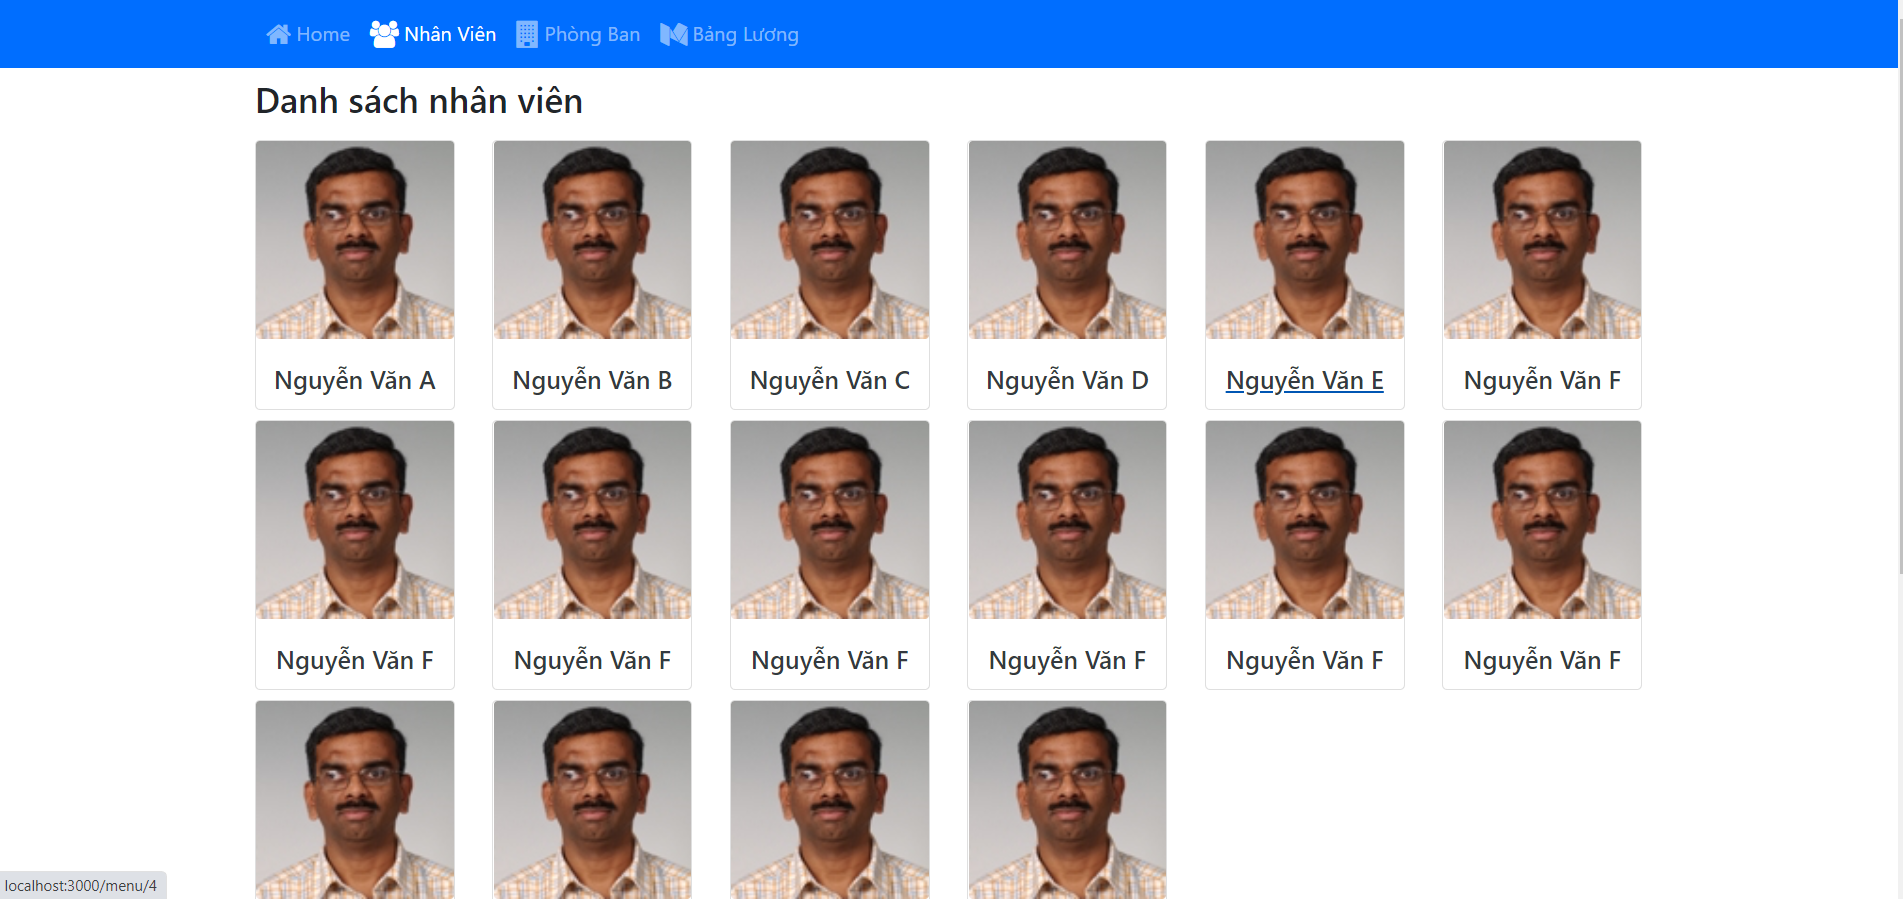 Home Nhân Viên Phòng Ban Bảng Lương
Danh sách nhân viên
Nguyễn Văn A Nguyễn Văn B Nguyễn Văn C Nguyễn Văn D Nguyễn Văn E Nguyễn Văn F
Nguyễn Văn F Nguyễn Văn F Nguyễn Văn F Nguyễn Văn F Nguyễn Văn F Nguyễn Văn F
localhost:3000/menu/4